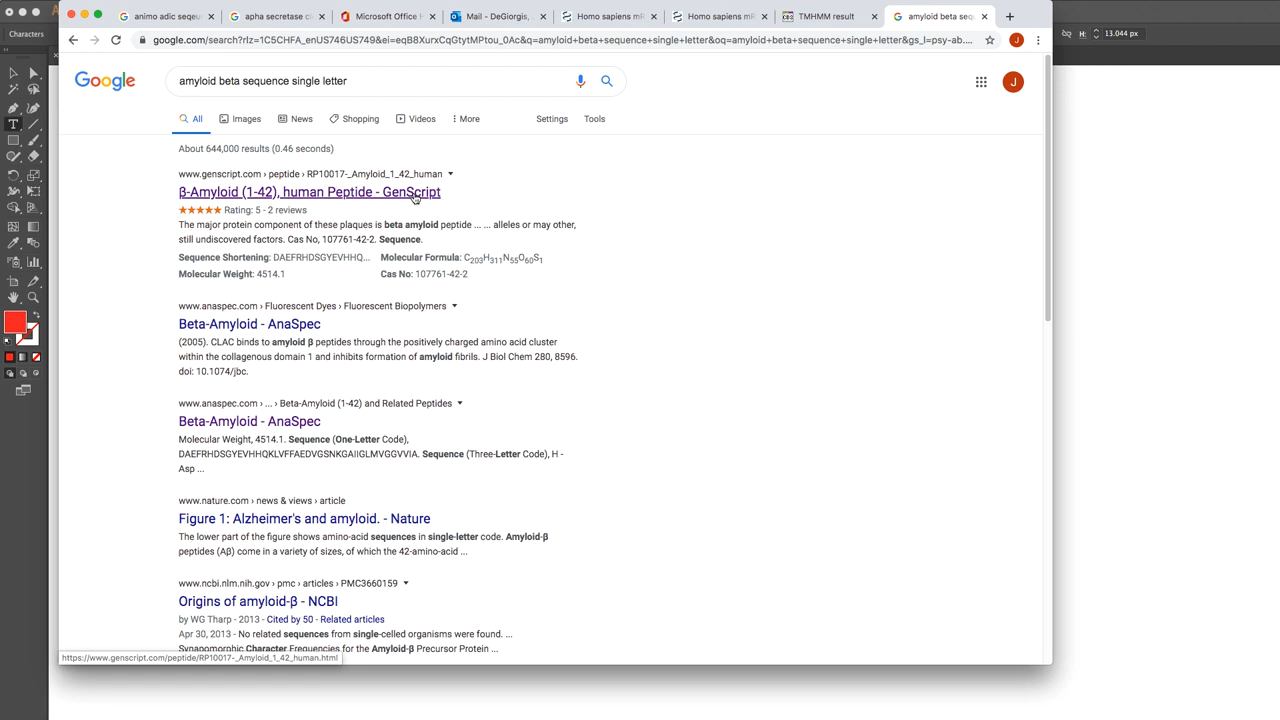 animo adic seqeu
apha secretase cl
Microsoft Office H
Mail - DeGiorgis,
Homo sapiens mR
Homo sapiens mR
TMHMM result
amyloid beta seq
Characters
google.com/search?rlz=1C5CHFA_enUS746US749&ei=eqB8XurxCqGtytMPtou_0Ac&q=amyloid+beta+sequence+single+letter&oq=amyloid+beta+sequence+single+letter&gs_l=psy-ab....
J
H:
13.044 px
Google
amyloid beta sequence single letter
J
All
Images
News
Shopping
Videos
More
Settings
Tools
About 644,000 results (0.46 seconds)
www.genscript.com › peptide › RP10017-_Amyloid_1_42_human
β-Amyloid (1-42), human Peptide - GenScript
★★★★★ Rating: 5 - 2 reviews
The major protein component of these plaques is beta amyloid peptide ... ... alleles or may other,
still undiscovered factors. Cas No, 107761-42-2. Sequence.
Sequence Shortening: DAEFRHDSGYEVHHQ... Molecular Formula: C203H311N55O60S1
Molecular Weight: 4514.1 Cas No: 107761-42-2
www.anaspec.com › Fluorescent Dyes › Fluorescent Biopolymers
Beta-Amyloid - AnaSpec
(2005). CLAC binds to amyloid β peptides through the positively charged amino acid cluster
within the collagenous domain 1 and inhibits formation of amyloid fibrils. J Biol Chem 280, 8596.
doi: 10.1074/jbc.
www.anaspec.com › ... › Beta-Amyloid (1-42) and Related Peptides
Beta-Amyloid - AnaSpec
Molecular Weight, 4514.1. Sequence (One-Letter Code),
DAEFRHDSGYEVHHQKLVFFAEDVGSNKGAIIGLMVGGVVIA. Sequence (Three-Letter Code), H -
Asp ...
www.nature.com › news & views › article
Figure 1: Alzheimer's and amyloid. - Nature
The lower part of the figure shows amino-acid sequences in single-letter code. Amyloid-β
peptides (Aβ) come in a variety of sizes, of which the 42-amino-acid ...
www.ncbi.nlm.nih.gov › pmc › articles › PMC3660159
Origins of amyloid-β - NCBI
by WG Tharp - 2013 - Cited by 50 - Related articles
Apr 30, 2013 - No related sequences from single-celled organisms were found. ...
Synapomorphic Character Frequencies for the Amyloid-β Precursor Protein ...
https://www.genscript.com/peptide/RP10017-_Amyloid_1_42_human.html